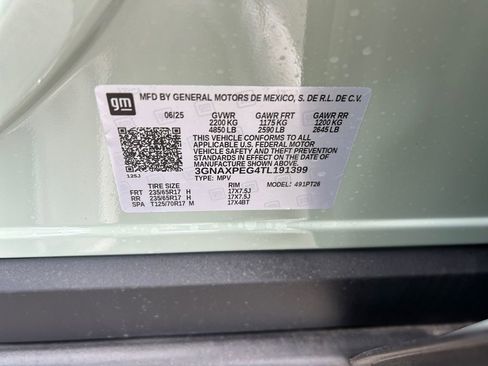 gm
MFD BY GENERAL MOTORS DE MEXICO, S. DE R.L. DE C.V.
06/25 GVWR GAWR FRT GAWR RR
2200 KG 1175 KG 1200 KG
4850 LB 2590 LB 2645 LB
THIS VEHICLE CONFORMS TO ALL
APPLICABLE U.S. FEDERAL MOTOR
VEHICLE SAFETY, BUMPER, AND THEFT
PREVENTION STANDARDS IN EFFECT ON THE DATE OF
MANUFACTURE SHOWN ABOVE.
3GNAXPEG4TL191399
TYPE: MPV MODEL: 491PT26
12SJ
TIRE SIZE RIM
FRT 235/65R17 H 17X7.5J
RR 235/65R17 H 17X7.5J
SPA T125/70R17 M 17X4BT